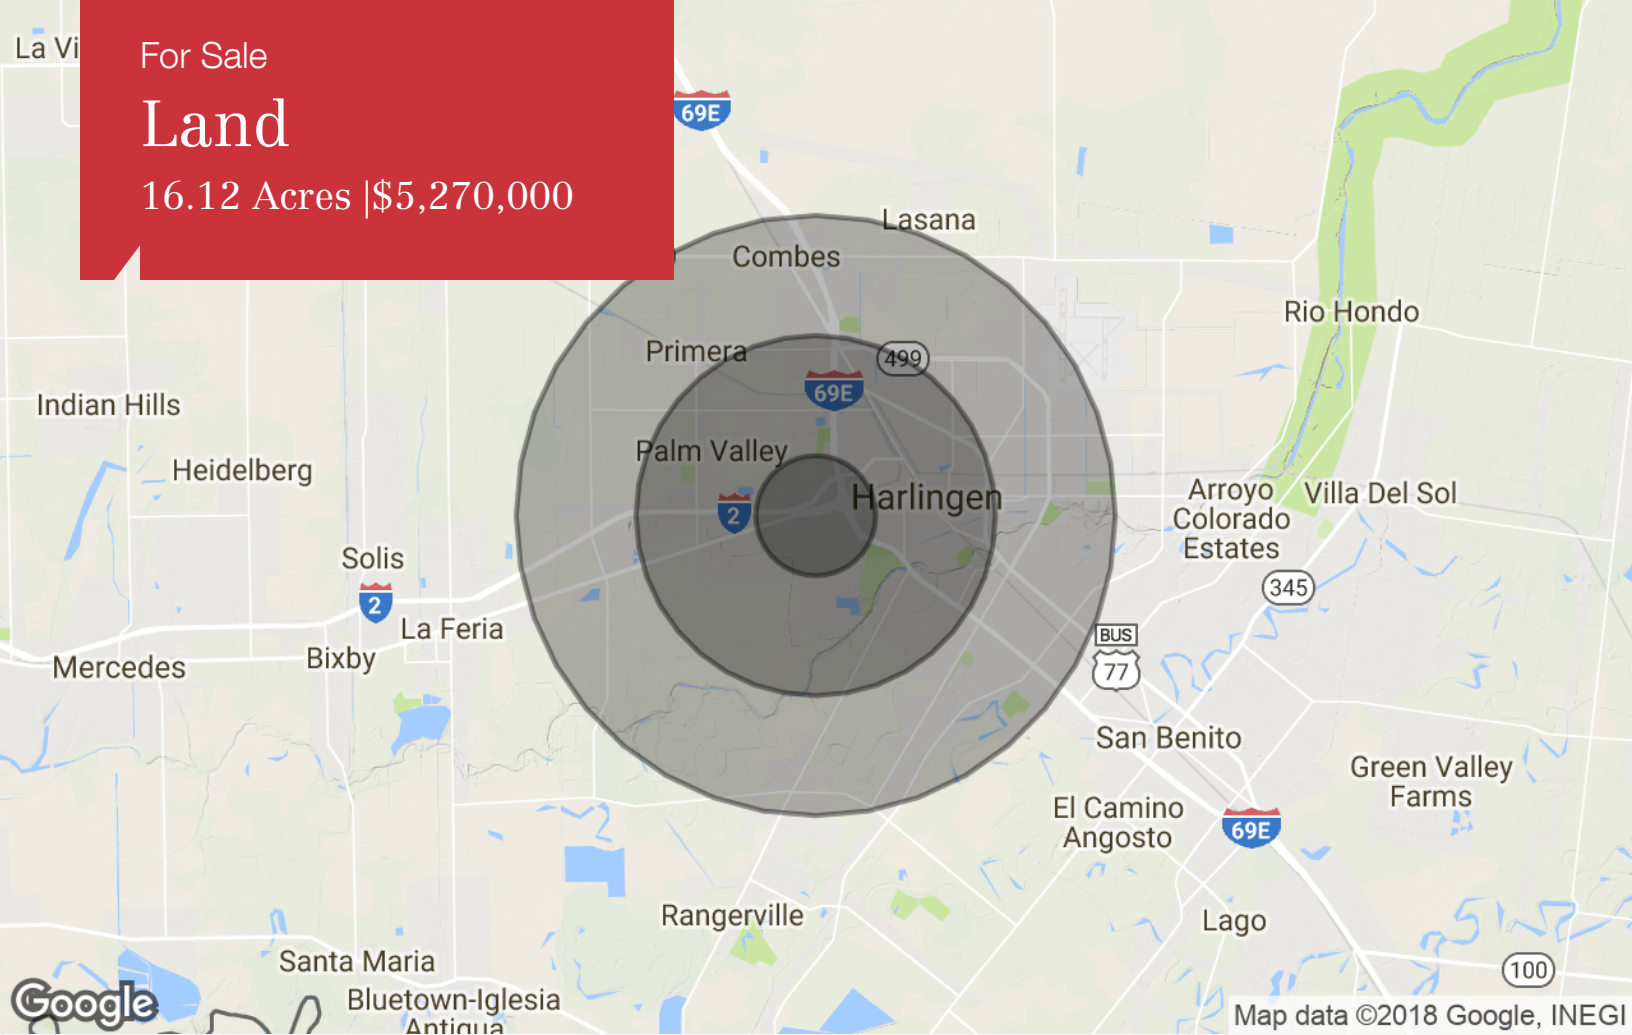 For Sale
Land
16.12 Acres |$5,270,000
La Vi
69E
Lasana
Combes
Rio Hondo
Primera
499
69E
Indian Hills
Palm Valley
Heidelberg
Harlingen
2
Arroyo
Colorado
Estates
Villa Del Sol
Solis
2
345
La Feria
BUS
77
Bixby
Mercedes
San Benito
Green Valley
Farms
El Camino
Angosto
69E
Rangerville
Lago
Santa Maria
100
Bluetown-Iglesia
Antigua
Google
Map data ©2018 Google, INEGI